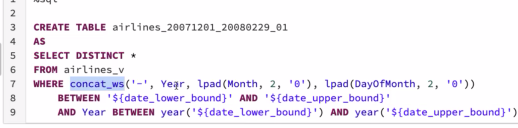 3 CREATE TABLE airlines_20071201_20080229_01
4 AS
5 SELECT DISTINCT *
6 FROM airlines_v
7 WHERE concat_ws('-', Year, lpad(Month, 2, '0'), lpad(DayOfMonth, 2, '0'))
8 BETWEEN '${date_lower_bound}' AND '${date_upper_bound}'
9 AND Year BETWEEN year('${date_lower_bound}') AND year('${date_upper_bound}')